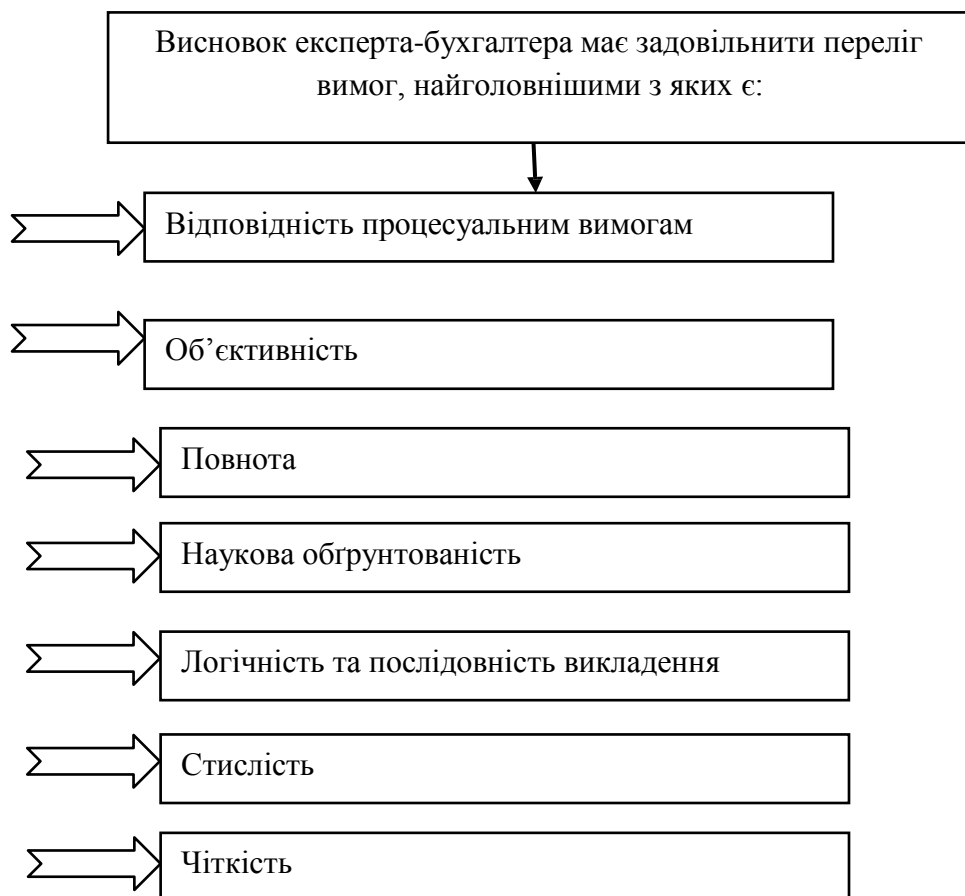 Висновок експерта-бухгалтера має задовільнити переліг
вимог, найголовнішими з яких є:
Відповідність процесуальним вимогам
Об’єктивність
Повнота
Наукова обґрунтованість
Логічність та послідовність викладення
Стислість
Чіткість